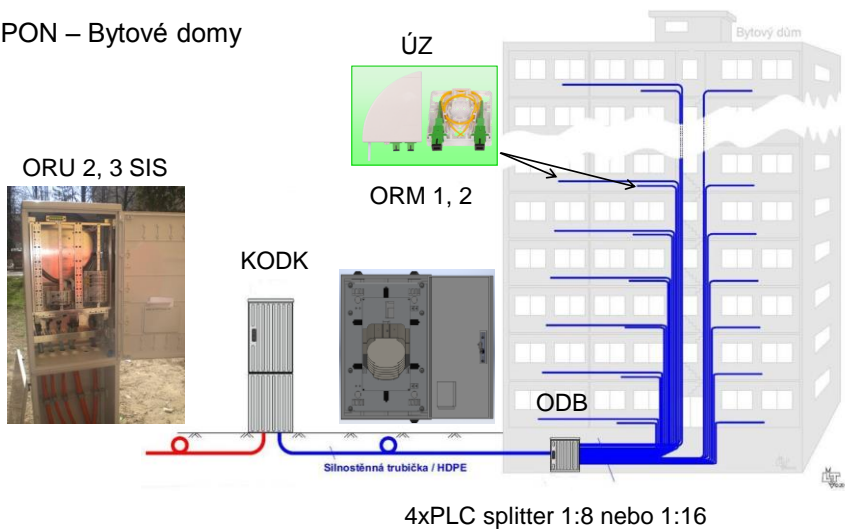 PON – Bytové domy
ÚZ
Bytový dům
ORU 2, 3 SIS
ORM 1, 2
KODK
ODB
Silnostěnná trubička / HDPE
4xPLC splitter 1:8 nebo 1:16